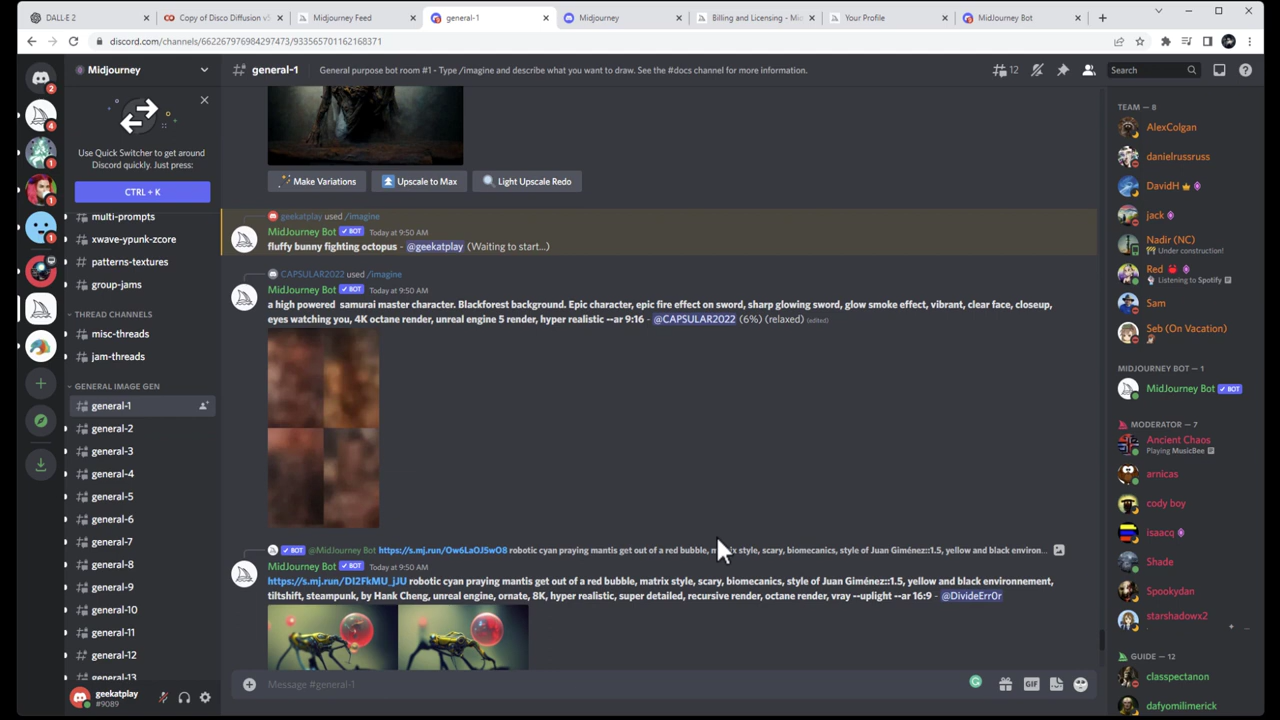 DALL-E 2
Copy of Disco Diffusion v5
Midjourney Feed
general-1
Midjourney
Billing and Licensing - Mi
Your Profile
MidJourney Bot
discord.com/channels/662267976984297473/933565701162168371
Midjourney
general-1
General purpose bot room #1 - Type /imagine and describe what you want to draw. See the #docs channel for more information.
12
Search
Use Quick Switcher to get around
Discord quickly. Just press:
CTRL + K
multi-prompts
xwave-ypunk-zcore
patterns-textures
group-jams
THREAD CHANNELS
misc-threads
jam-threads
GENERAL IMAGE GEN
general-1
general-2
general-3
general-4
general-5
general-6
general-7
general-8
general-9
general-10
general-11
general-12
general-13
geekatplay
#9089
2
4
1
1
1
Make Variations
Upscale to Max
Light Upscale Redo
geekatplay used /imagine
MidJourney Bot ✓ BOT Today at 9:50 AM
fluffy bunny fighting octopus - @geekatplay (Waiting to start...)
CAPSULAR2022 used /imagine
MidJourney Bot ✓ BOT Today at 9:50 AM
a high powered samurai master character. Blackforest background. Epic character, epic fire effect on sword, sharp glowing sword, glow smoke effect, vibrant, clear face, closeup,
eyes watching you, 4K octane render, unreal engine 5 render, hyper realistic --ar 9:16 - @CAPSULAR2022 (6%) (relaxed) (edited)
✓ BOT @MidJourney Bot https://s.mj.run/Ow6LaOJ5wO8 robotic cyan praying mantis get out of a red bubble, m x style, scary, biomecanics, style of Juan Giménez::1.5, yellow and black environ...
MidJourney Bot ✓ BOT Today at 9:50 AM
https://s.mj.run/DI2FkMU_jJU robotic cyan praying mantis get out of a red bubble, matrix style, scary, biomecanics, style of Juan Giménez::1.5, yellow and black environnement,
tiltshift, steampunk, by Hank Cheng, unreal engine, ornate, 8K, hyper realistic, super detailed, recursive render, octane render, vray --uplight --ar 16:9 - @DivideErr0r
Message #general-1
GIF
TEAM — 8
AlexColgan
danielrussruss
DavidH
jack
Nadir (NC)
Under construction!
Red
Listening to Spotify
Sam
Seb (On Vacation)
MIDJOURNEY BOT — 1
MidJourney Bot ✓ BOT
MODERATOR — 7
Ancient Chaos
Playing MusicBee
arnicas
cody boy
isaacq
Shade
Spookydan
starshadowx2
GUIDE — 12
classpectanon
dafyomilimerick